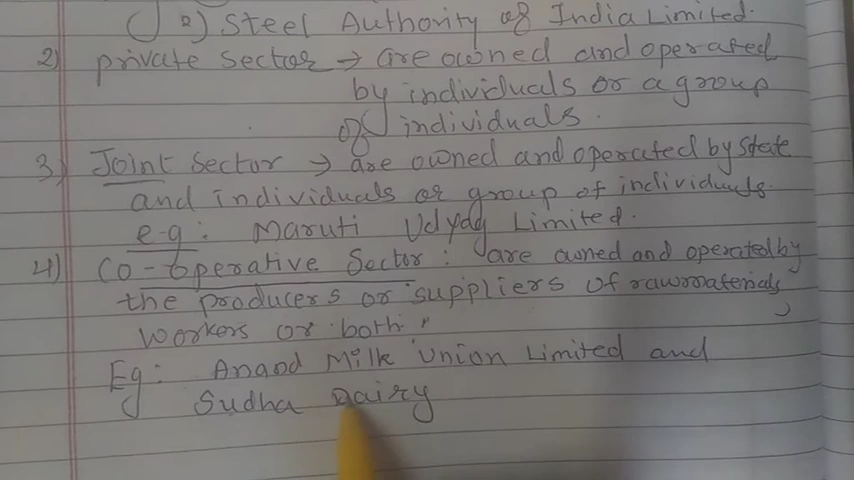 2) Steel Authority of India Limited.
2) private sector → are owned and operated
by individuals or a group
of individuals.
3) Joint Sector → are owned and operated by state
and individuals or group of individuals.
e-g: Maruti Udyog Limited.
4) Co-operative Sector: are owned and operated by
the producers or suppliers of raw materials,
workers or both.
Eg: Anand Milk Union Limited and
Sudha Dairy